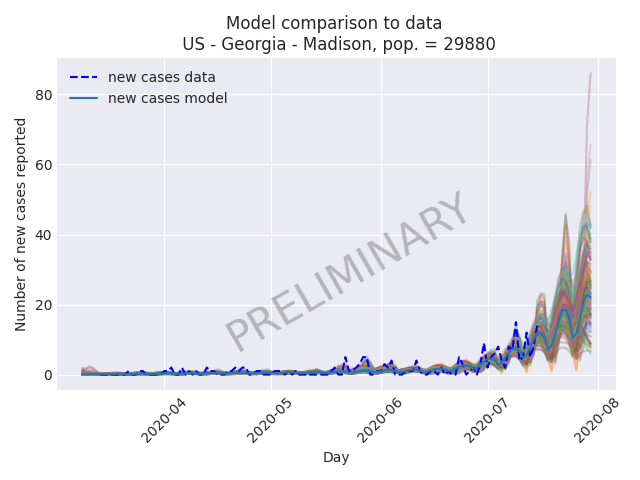 Model comparison to data
US - Georgia - Madison, pop. = 29880
new cases data
new cases model
PRELIMINARY
Number of new cases reported
80
60
40
20
0
2020-04
2020-05
2020-06
2020-07
2020-08
Day